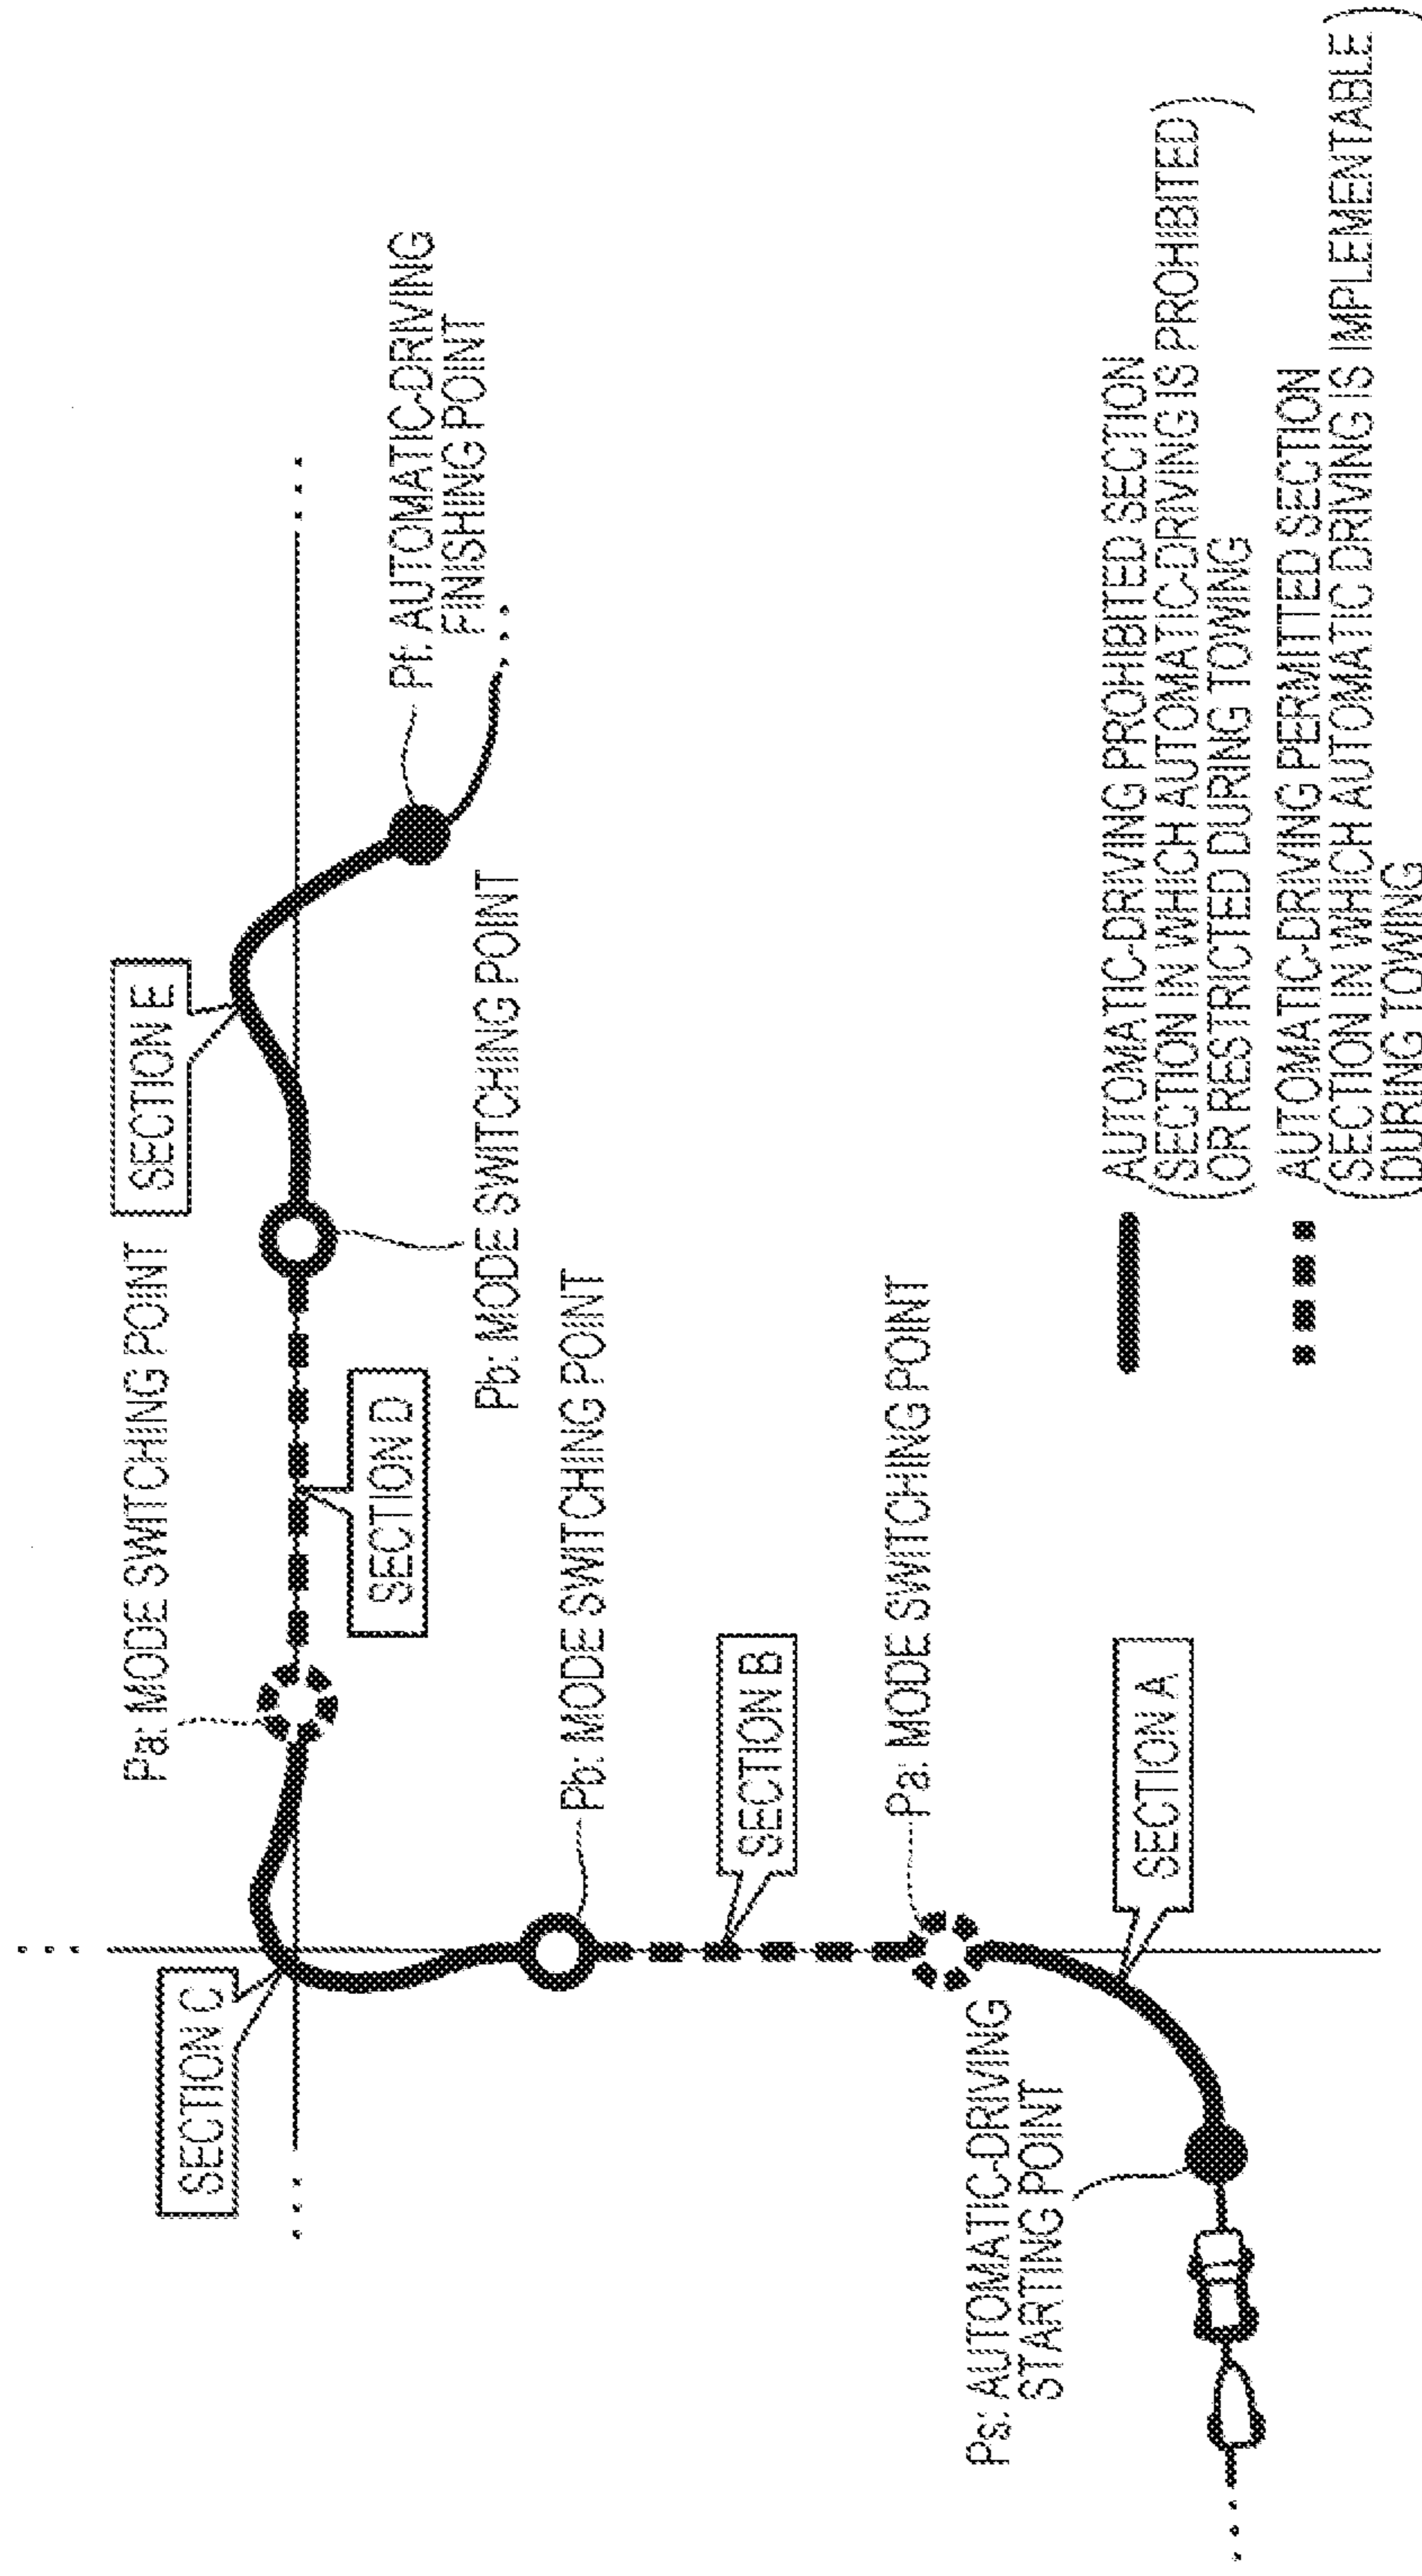 SECTION C
Pa: MODE SWITCHING POINT
SECTION E
SECTION D
Pb: MODE SWITCHING POINT
Pf: AUTOMATIC-DRIVING
FINISHING POINT
Pb: MODE SWITCHING POINT
SECTION B
Pa: MODE SWITCHING POINT
Ps: AUTOMATIC-DRIVING
STARTING POINT
SECTION A
AUTOMATIC-DRIVING PROHIBITED SECTION
(SECTION IN WHICH AUTOMATIC-DRIVING IS PROHIBITED
OR RESTRICTED DURING TOWING)
AUTOMATIC-DRIVING PERMITTED SECTION
(SECTION IN WHICH AUTOMATIC DRIVING IS IMPLEMENTABLE
DURING TOWING)